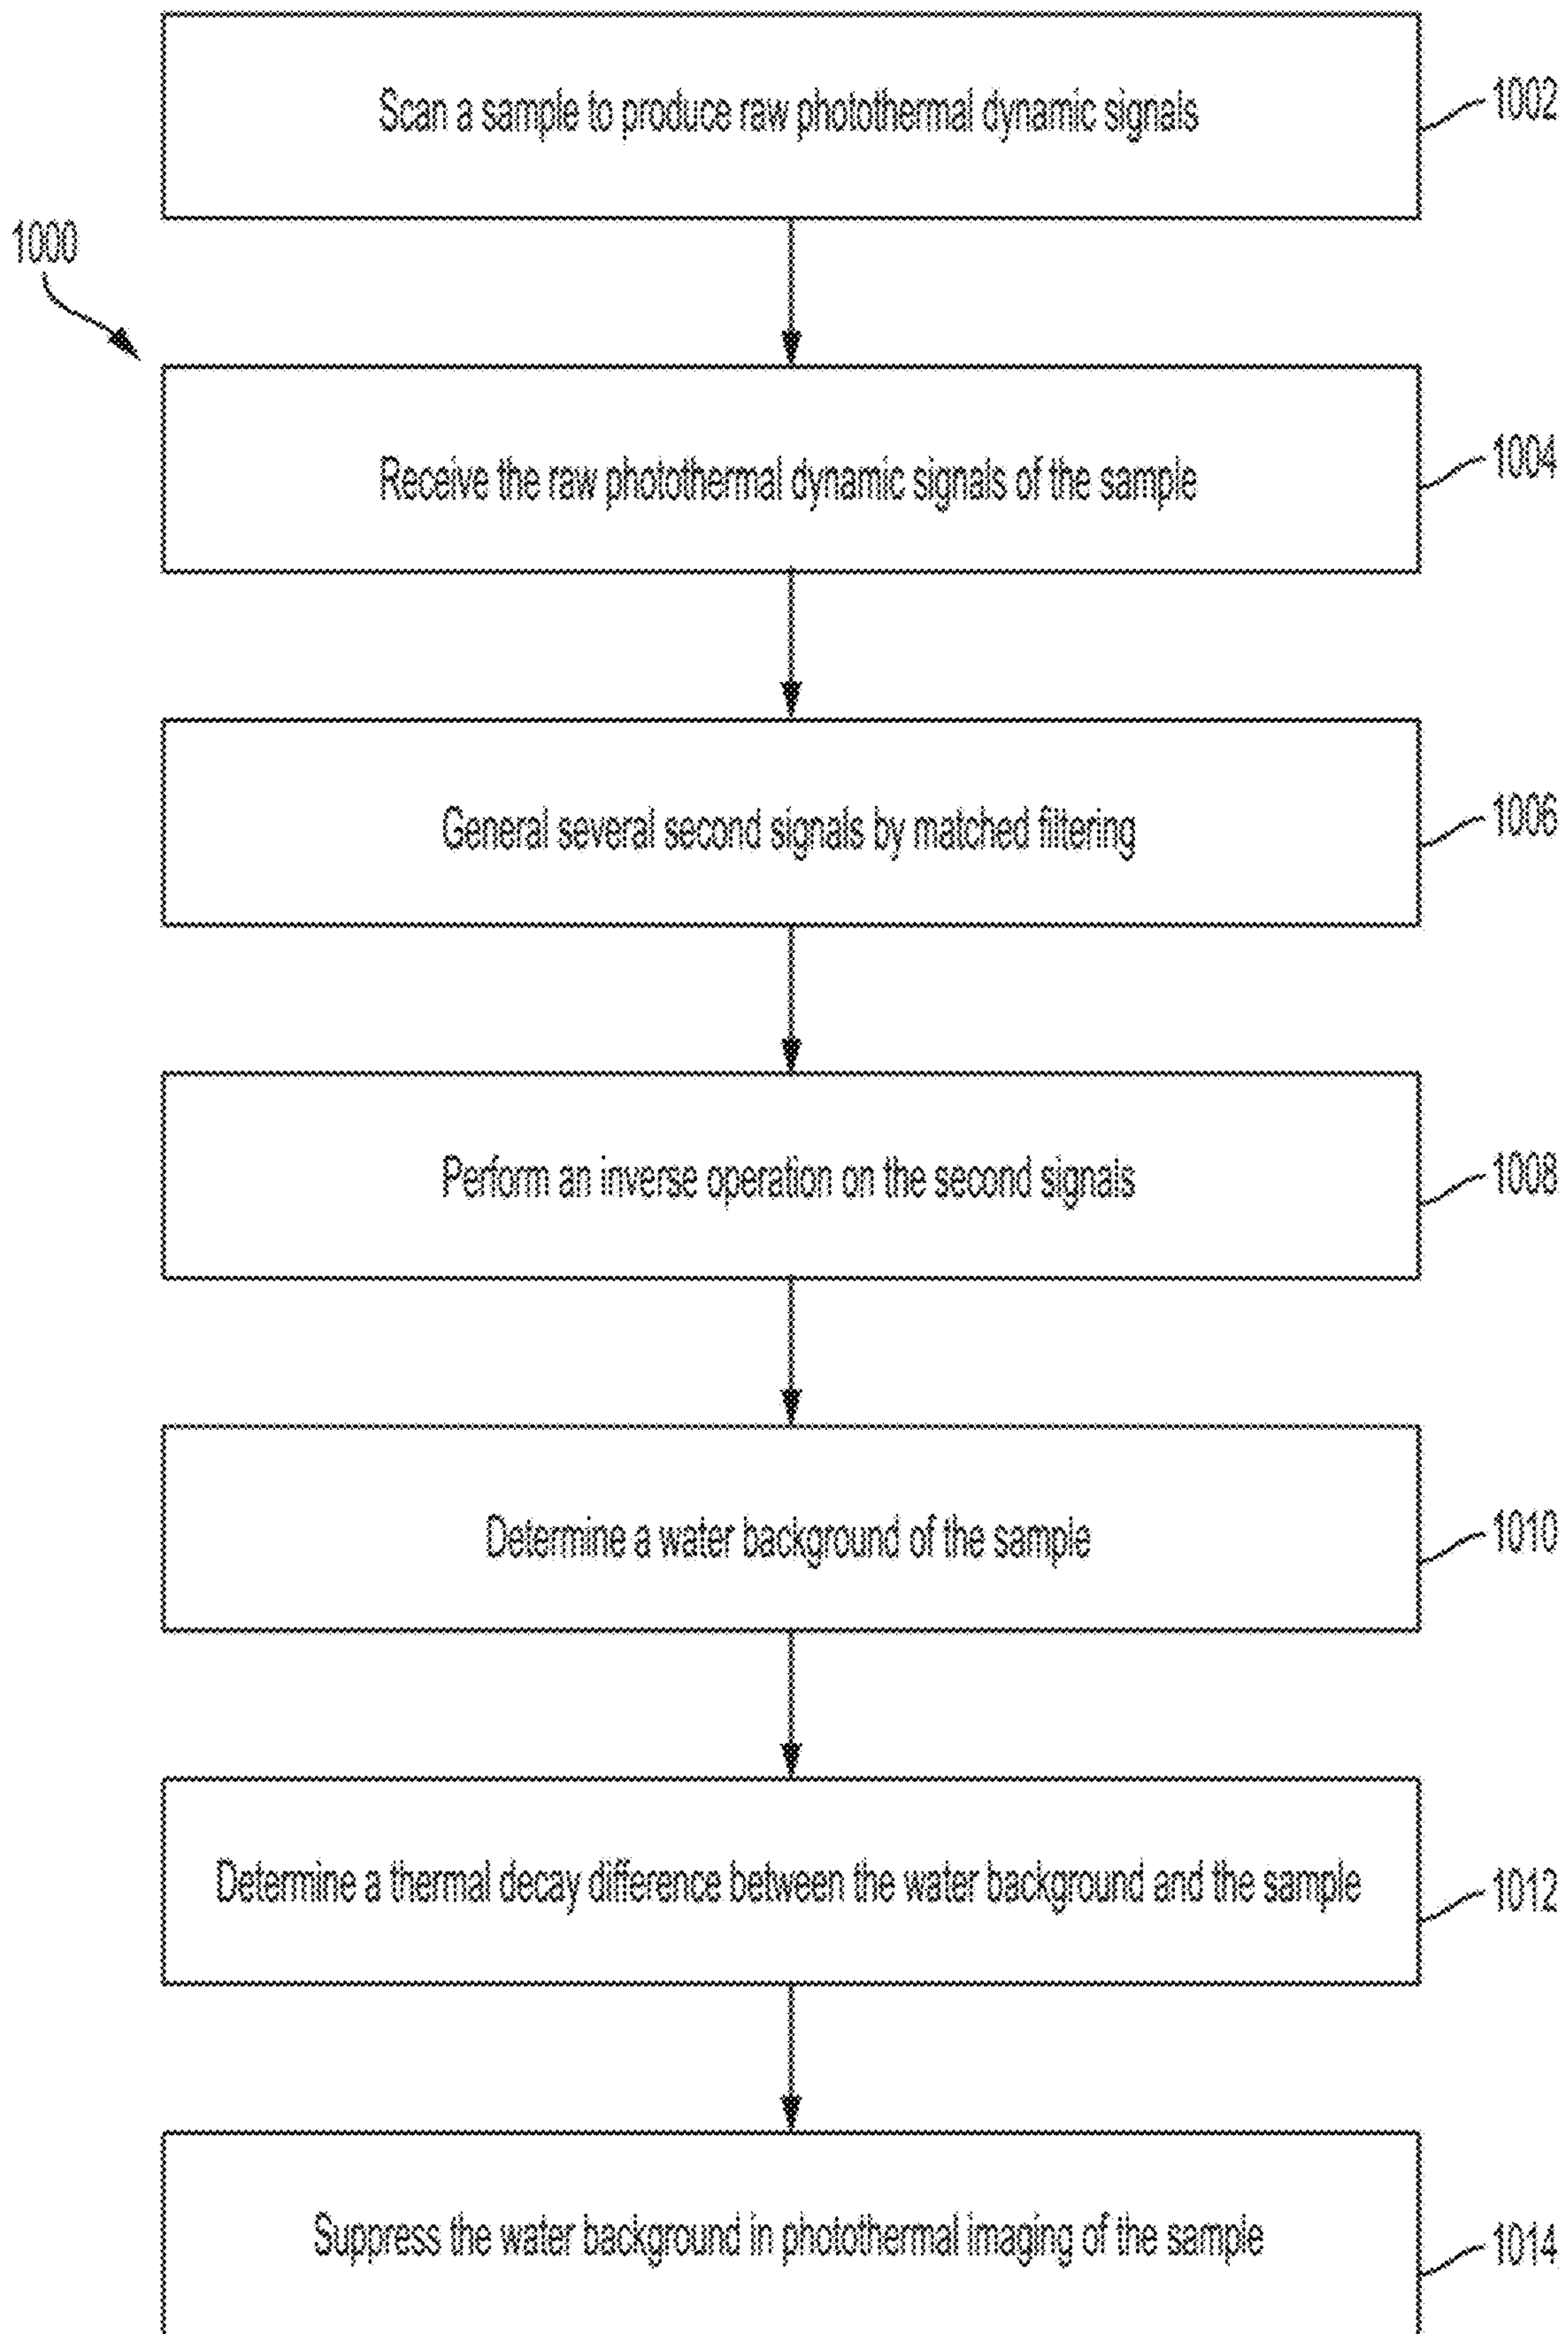 Scan a sample to produce raw photothermal dynamic signals
1002
1000
Receive the raw photothermal dynamic signals of the sample
1004
General several second signals by matched filtering
1006
Perform an inverse operation on the second signals
1008
Determine a water background of the sample
1010
Determine a thermal decay difference between the water background and the sample
1012
Suppress the water background in photothermal imaging of the sample
1014